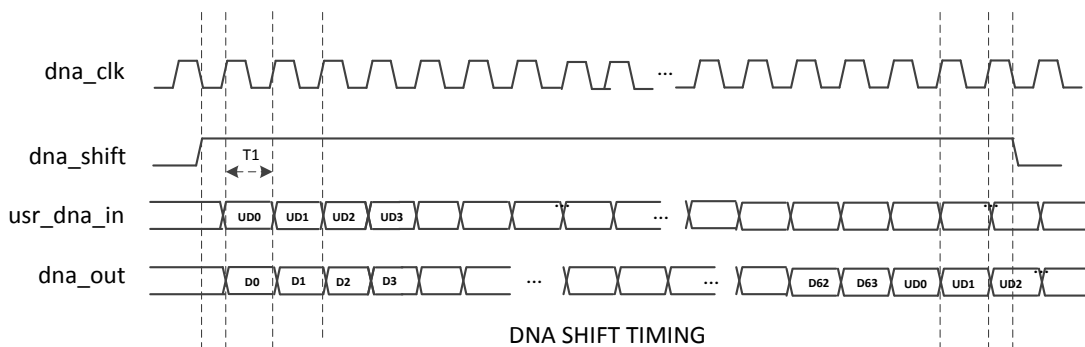 dna_clk ...
dna_shift T1
usr_dna_in UD0 UD1 UD2 UD3 ... ... ...
dna_out D0 D1 D2 D3 ... ... D62 D63 UD0 UD1 UD2 ...
DNA SHIFT TIMING